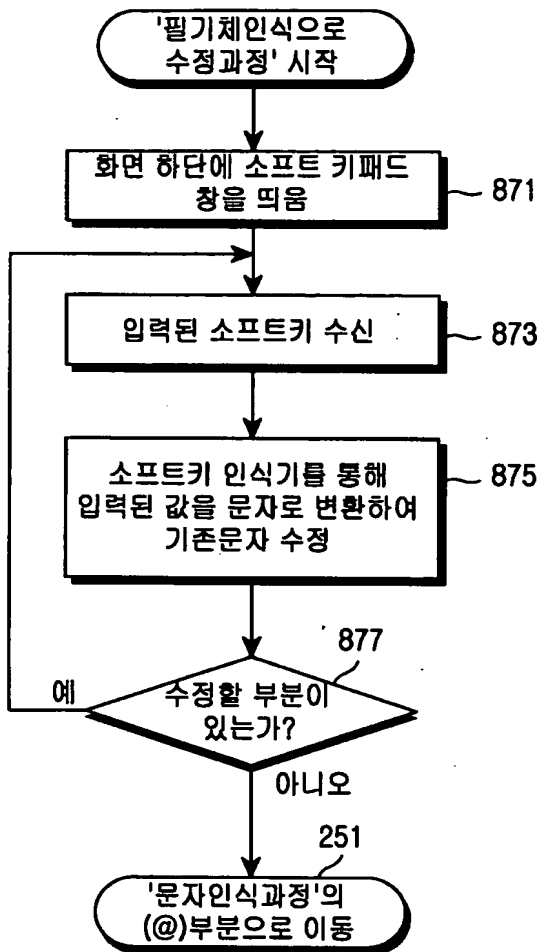 '필기체인식으로
수정과정' 시작
화면 하단에 소프트 키패드
창을 띄움
871
입력된 소프트키 수신
873
소프트키 인식기를 통해
입력된 값을 문자로 변환하여
기존문자 수정
875
877
예
수정할 부분이
있는가?
아니오
251
'문자인식과정'의
(@)부분으로 이동